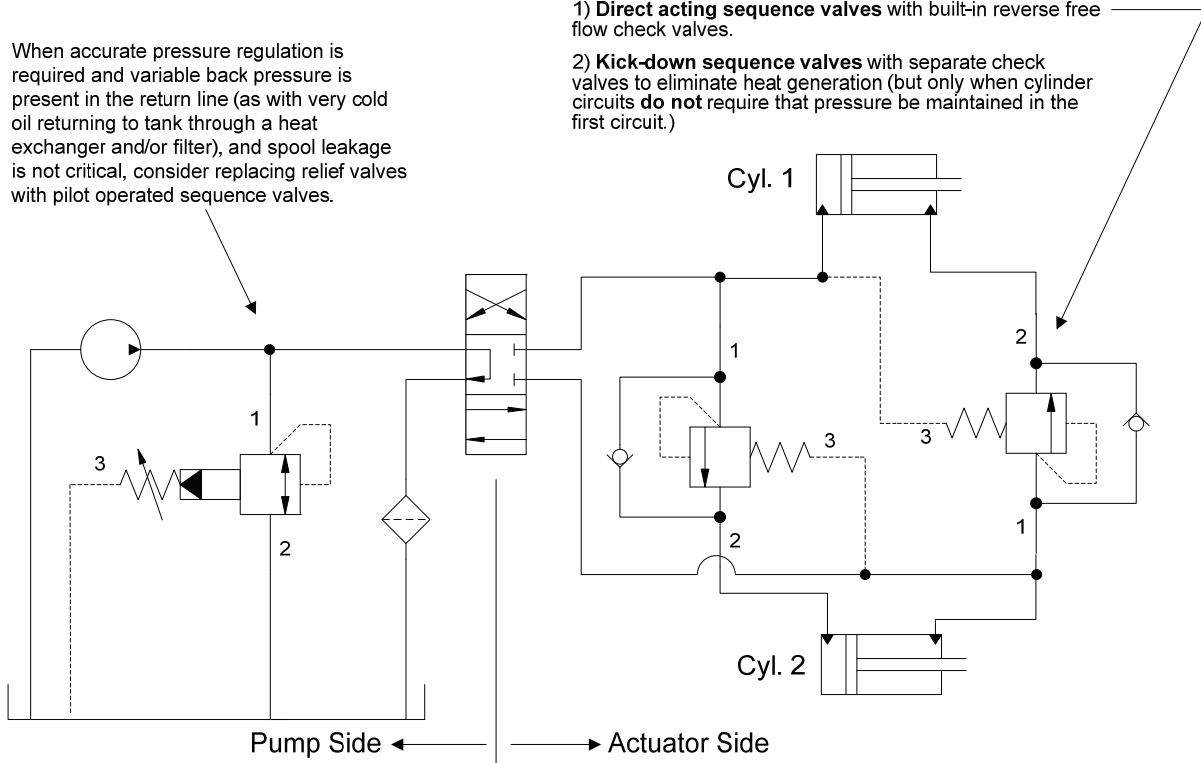 When accurate pressure regulation is
required and variable back pressure is
present in the return line (as with very cold
oil returning to tank through a heat
exchanger and/or filter), and spool leakage
is not critical, consider replacing relief valves
with pilot operated sequence valves.
1) Direct acting sequence valves with built-in reverse free
flow check valves.
2) Kick-down sequence valves with separate check
valves to eliminate heat generation (but only when cylinder
circuits do not require that pressure be maintained in the
first circuit.)
Cyl. 1
2
1
1
3
3
3
2
2
1
Cyl. 2
Pump Side
Actuator Side